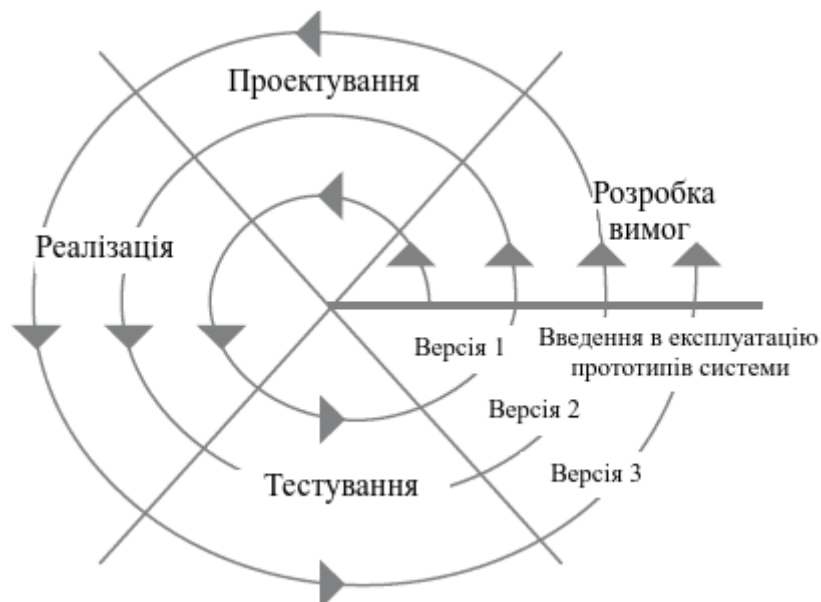 Проектування
Розробка
вимог
Реалізація
Версія 1
Введення в експлуатацію
прототипів системи
Версія 2
Версія 3
Тестування